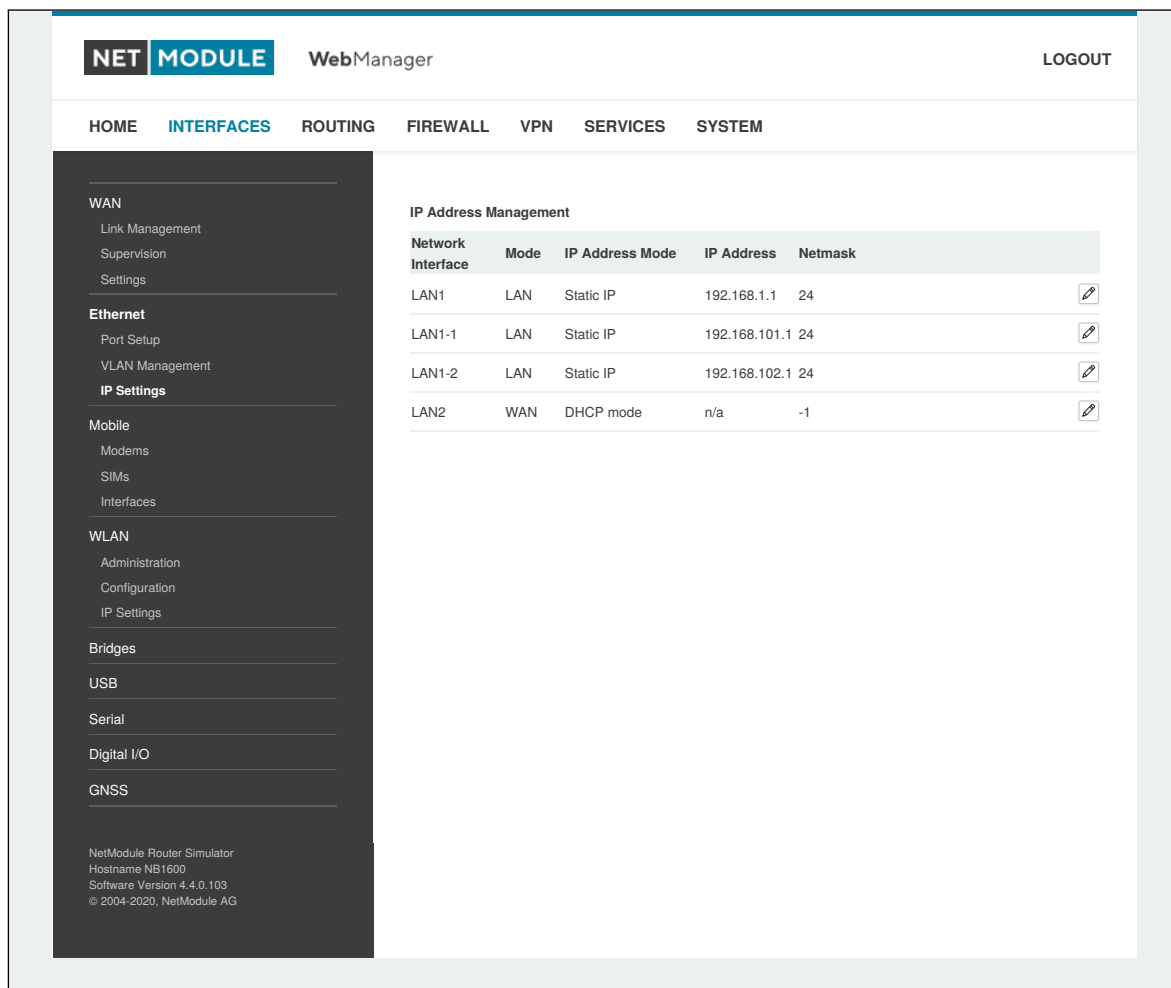 NET MODULE WebManager LOGOUT
HOME INTERFACES ROUTING FIREWALL VPN SERVICES SYSTEM
WAN
Link Management
Supervision
Settings
Ethernet
Port Setup
VLAN Management
IP Settings
Mobile
Modems
SIMs
Interfaces
WLAN
Administration
Configuration
IP Settings
Bridges
USB
Serial
Digital I/O
GNSS
NetModule Router Simulator
Hostname NB1600
Software Version 4.4.0.103
© 2004-2020, NetModule AG
IP Address Management
Network Interface Mode IP Address Mode IP Address Netmask
LAN1 LAN Static IP 192.168.1.1 24
LAN1-1 LAN Static IP 192.168.101.1 24
LAN1-2 LAN Static IP 192.168.102.1 24
LAN2 WAN DHCP mode n/a -1